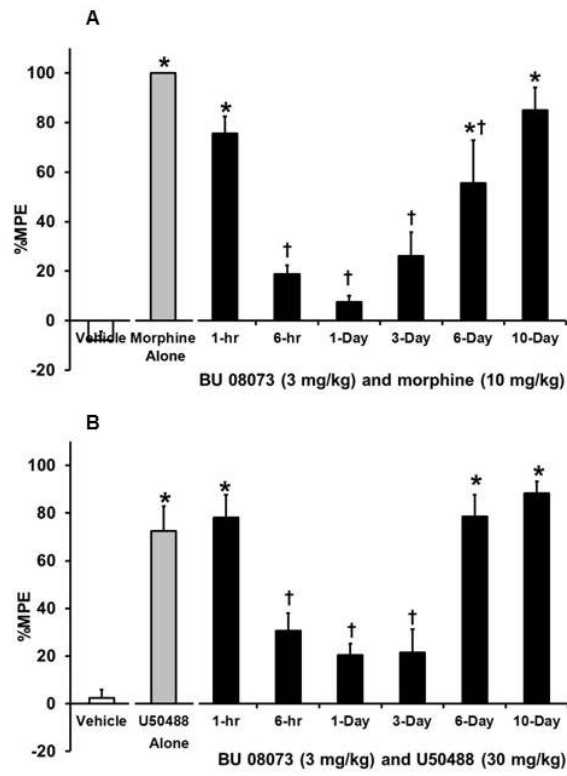 A
* * * † † † *† *
100
80
60
40
20
0
-20
%MPE
Vehicle Morphine Alone 1-hr 6-hr 1-Day 3-Day 6-Day 10-Day
BU 08073 (3 mg/kg) and morphine (10 mg/kg)
B
* * † † † * *
100
80
60
40
20
0
-20
%MPE
Vehicle U50488 Alone 1-hr 6-hr 1-Day 3-Day 6-Day 10-Day
BU 08073 (3 mg/kg) and U50488 (30 mg/kg)